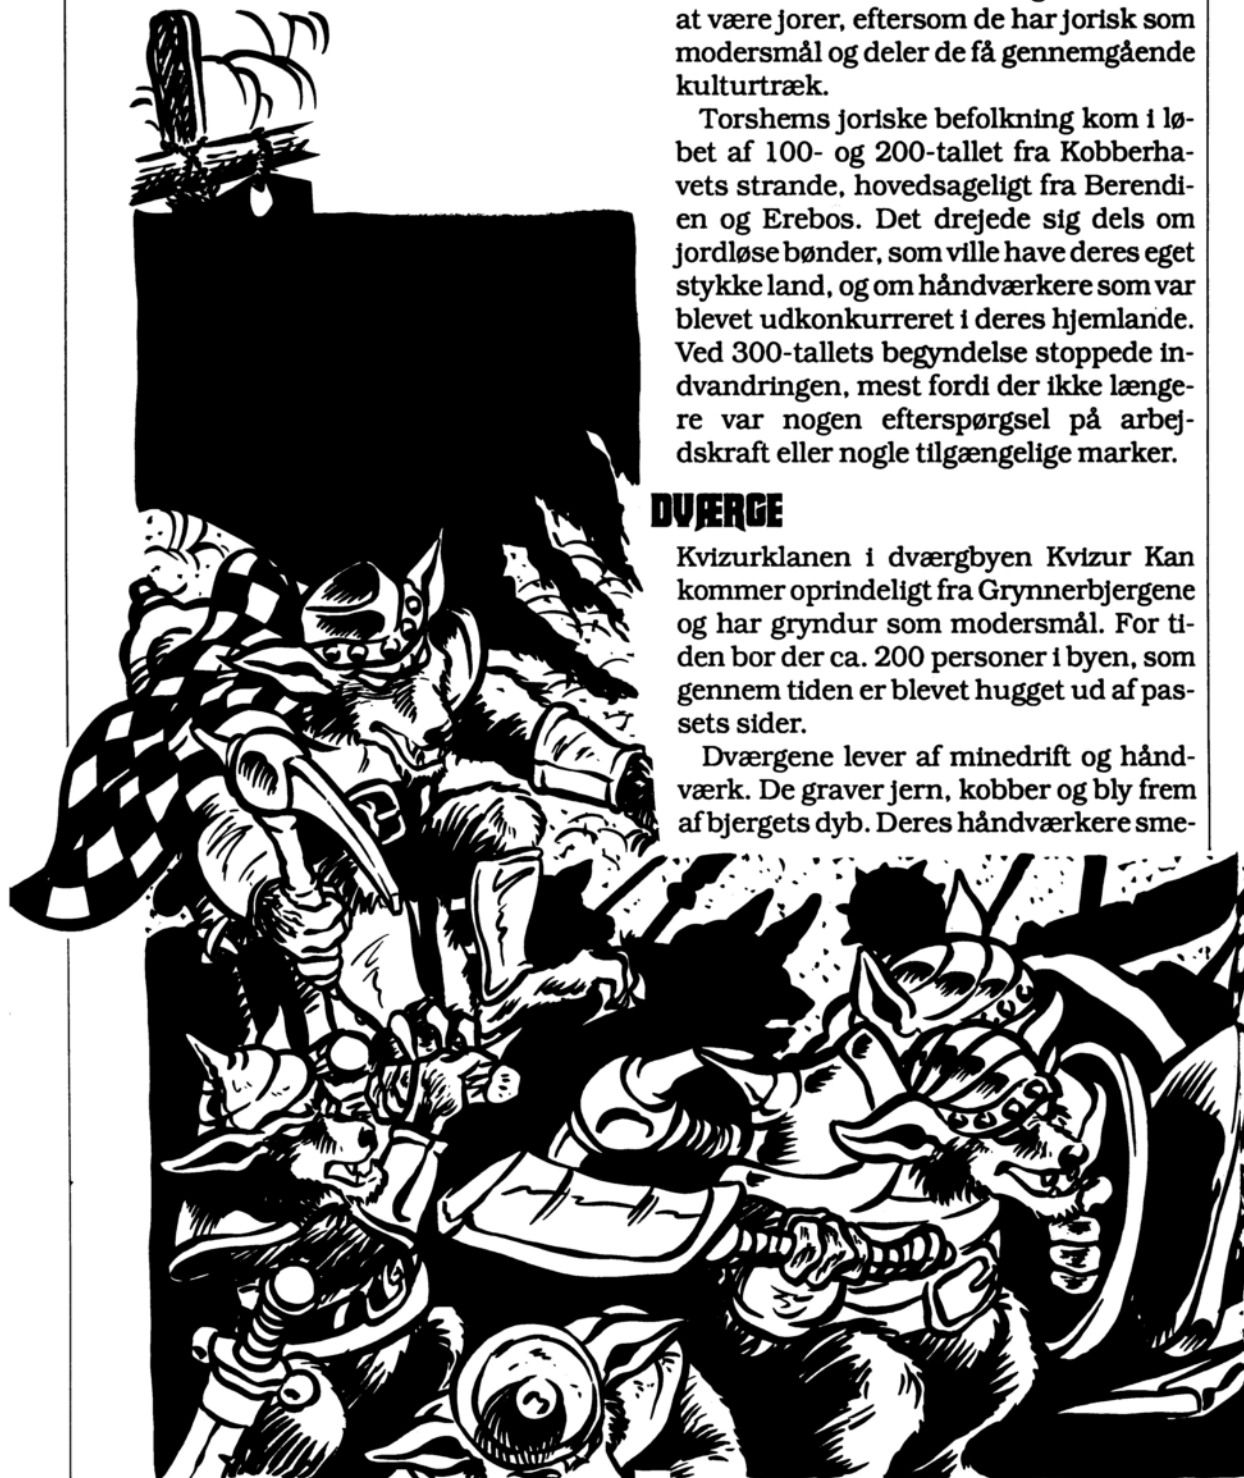 at være jorer, eftersom de har jorisk som
modersmål og deler de få gennemgående
kulturtræk.
Torshems joriske befolkning kom i lø-
bet af 100- og 200-tallet fra Kobberha-
vets strande, hovedsageligt fra Berendi-
en og Erebos. Det drejede sig dels om
jordløse bønder, som ville have deres eget
stykke land, og om håndværkere som var
blevet udkonkurreret i deres hjemlande.
Ved 300-tallets begyndelse stoppede in-
dvandringen, mest fordi der ikke længe-
re var nogen efterspørgsel på arbej-
dskraft eller nogle tilgængelige marker.
DVÆRGE
Kvizurklanen i dværgbyen Kvizur Kan
kommer oprindeligt fra Grynnerbjergene
og har gryndur som modersmål. For ti-
den bor der ca. 200 personer i byen, som
gennem tiden er blevet hugget ud af pas-
sets sider.
Dværgene lever af minedrift og hånd-
værk. De graver jern, kobber og bly frem
af bjergets dyb. Deres håndværkere sme-